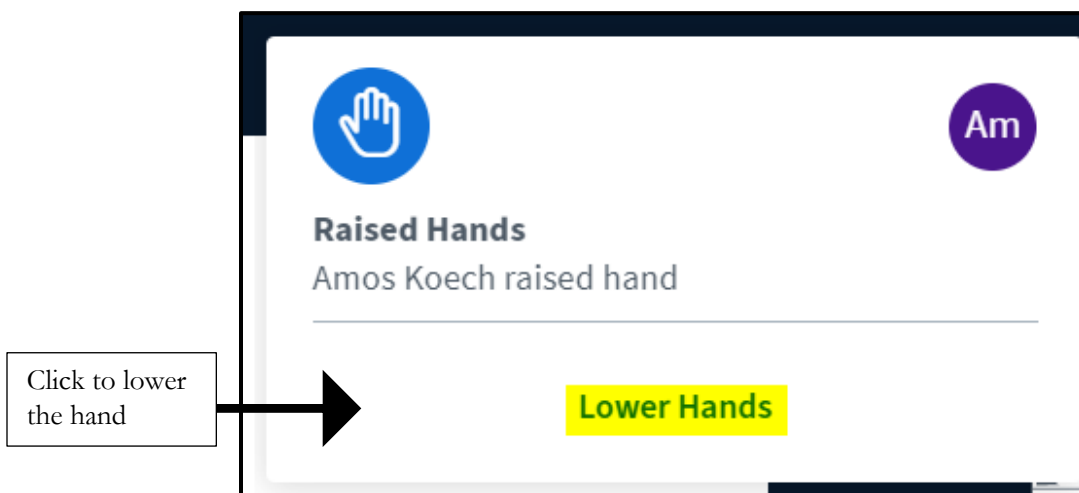 Am
Raised Hands
Amos Koech raised hand
Click to lower
the hand
Lower Hands